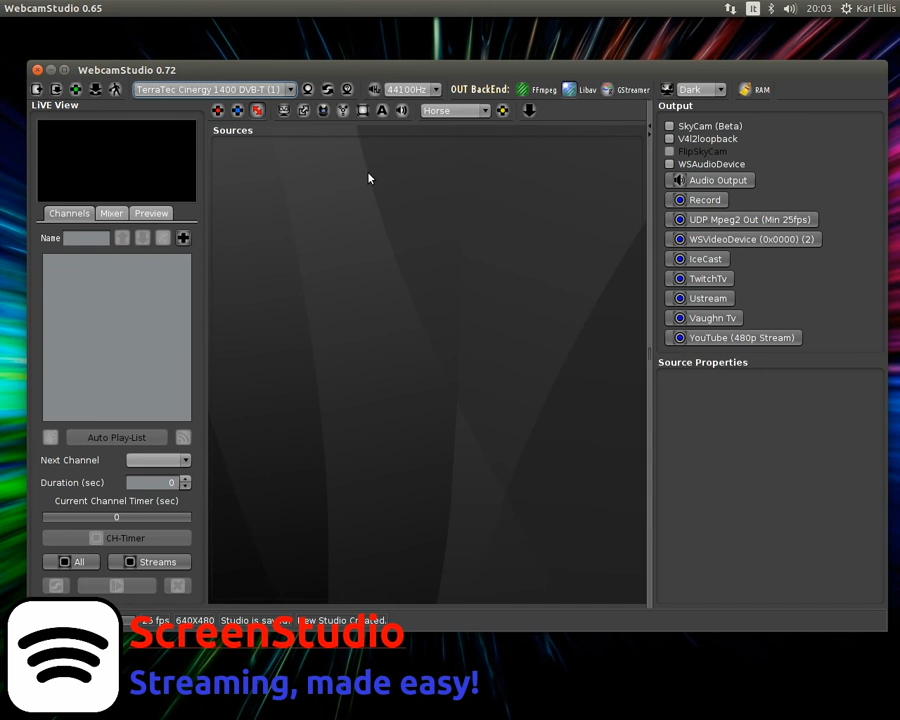 WebcamStudio 0.65
It
20:03
Karl Ellis
WebcamStudio 0.72
TerraTec Cinergy 1400 DVB-T (1)
44100Hz
OUT BackEnd:
FFmpeg
Libav
GStreamer
Dark
RAM
LiVE View
Horse
Output
Sources
SkyCam (Beta)
V4l2loopback
FlipSkyCam
WSAudioDevice
Audio Output
Record
UDP Mpeg2 Out (Min 25fps)
WSVideoDevice (0x0000) (2)
IceCast
TwitchTv
Ustream
Vaughn Tv
YouTube (480p Stream)
Source Properties
Channels
Mixer
Preview
Name
Auto Play-List
Next Channel
Duration (sec)
0
Current Channel Timer (sec)
0
CH-Timer
All
Streams
fps
640X480
Studio is
New Studio Created.
ScreenStudio
Streaming, made easy!